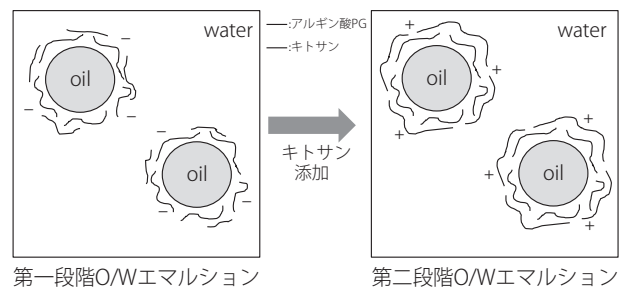 water
—:アルギン酸PG
—:キトサン
oil
oil
−
−
−
−
−
−
キトサン
添加
water
oil
oil
+
+
+
+
+
+
第一段階O/Wエマルション
第二段階O/Wエマルション